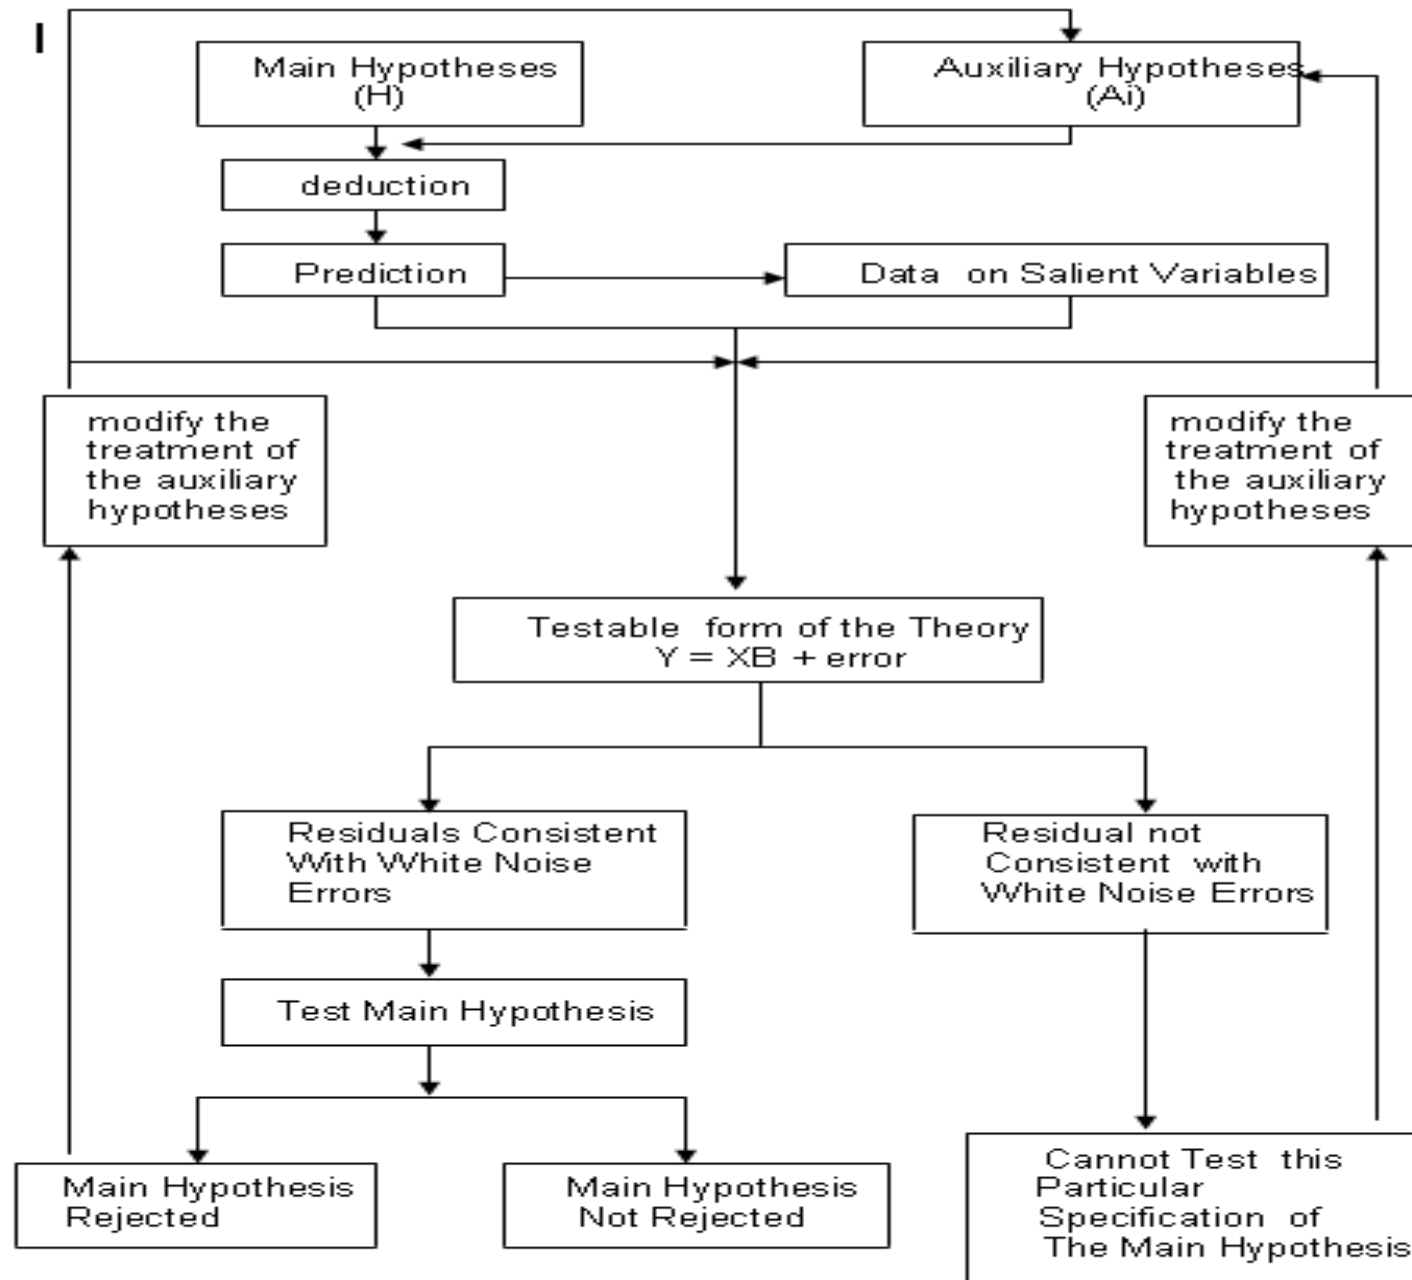 I
Main Hypotheses
(H)
Auxiliary Hypotheses
(Ai)
deduction
Prediction
Data on Salient Variables
modify the
treatment of
the auxiliary
hypotheses
modify the
treatment of
the auxiliary
hypotheses
Testable form of the Theory
Y = XB + error
Residuals Consistent
With White Noise
Errors
Residual not
Consistent with
White Noise Errors
Test Main Hypothesis
Main Hypothesis
Rejected
Main Hypothesis
Not Rejected
Cannot Test this
Particular
Specification of
The Main Hypothesis